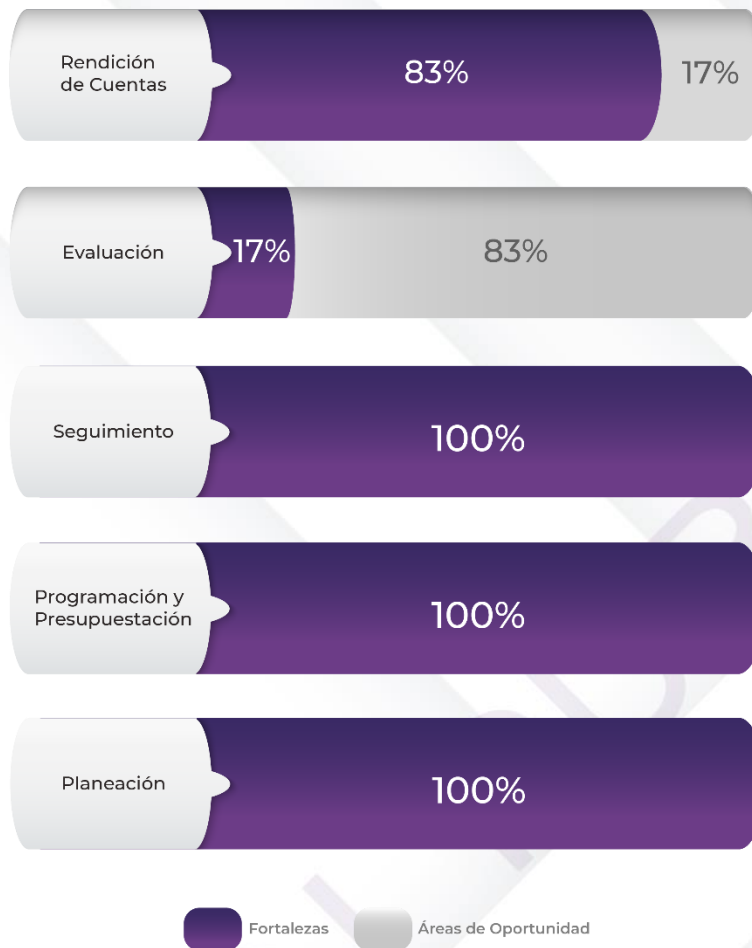 Rendición
de Cuentas
83%
17%
Evaluación
17%
83%
Seguimiento
100%
Programación y
Presupuestación
100%
Planeación
100%
Fortalezas
Áreas de Oportunidad